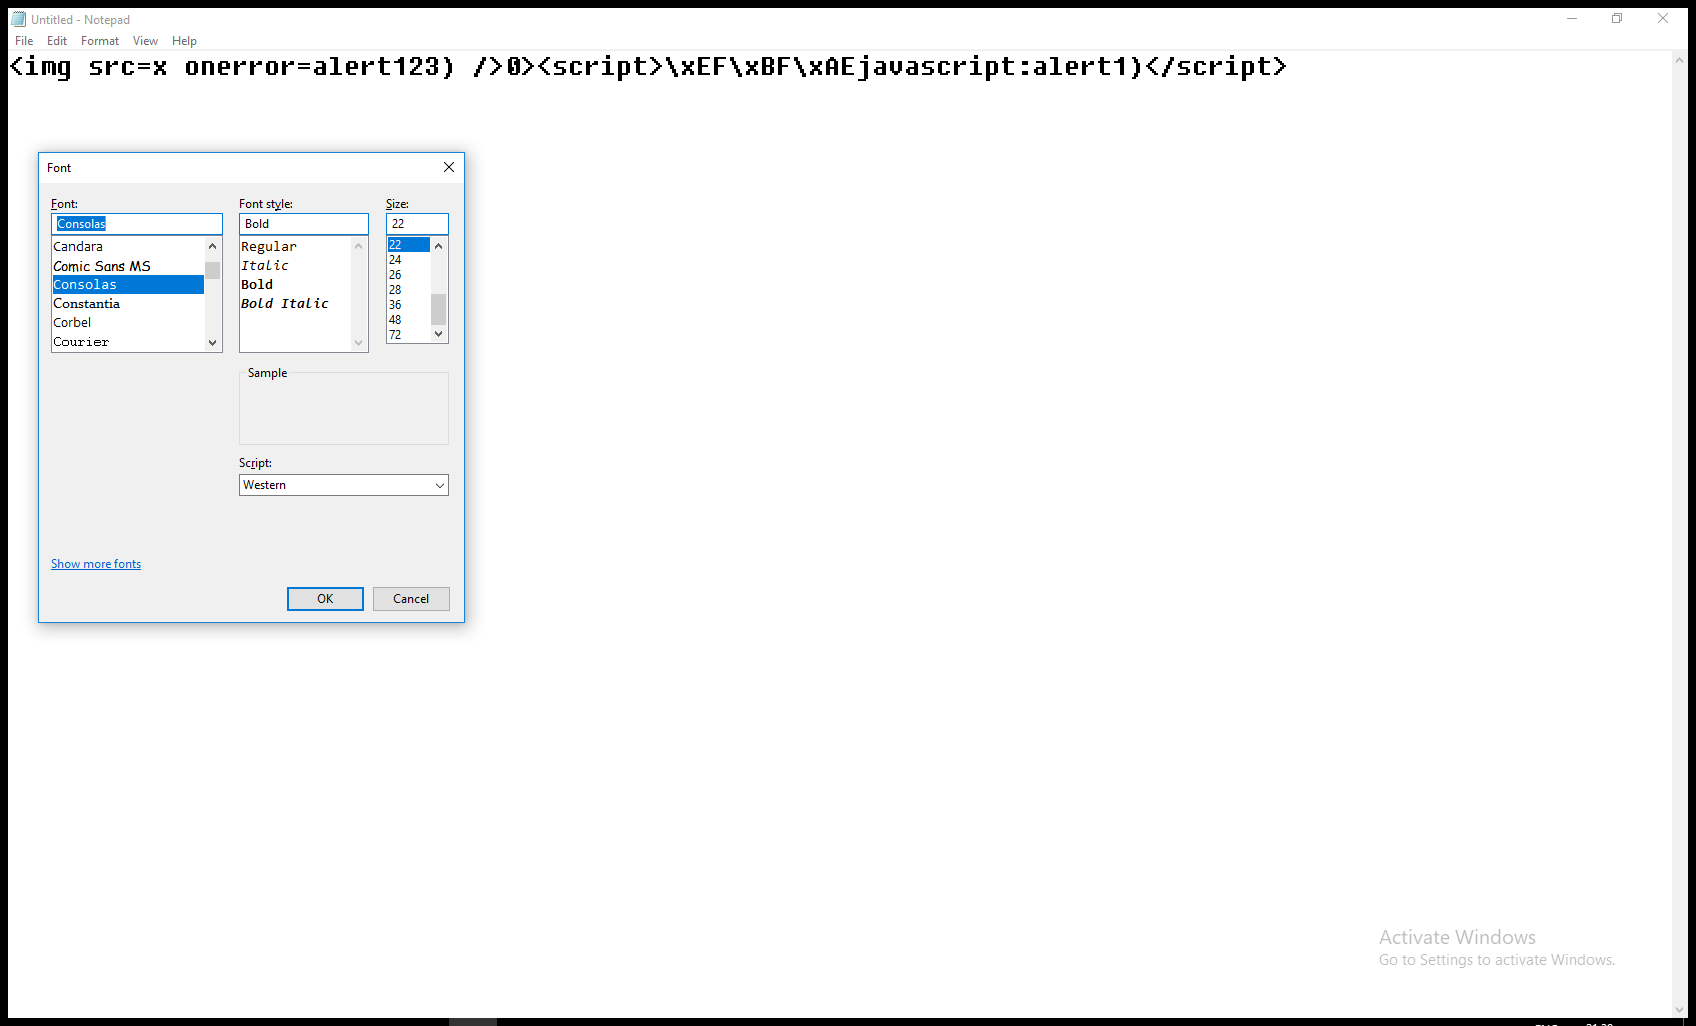 Untitled - Notepad
File Edit Format View Help
<img src=x onerror=alert123) />0><script>\xEF\xBF\xAEjavascript:alert1)</script>
Font
Font: Font style: Size:
Consolas Bold 22
Candara
Comic Sans MS
Consolas
Constantia
Corbel
Courier
Regular
Italic
Bold
Bold Italic
22
24
26
28
36
48
72
Sample
Script:
Western
Show more fonts
OK Cancel
Activate Windows
Go to Settings to activate Windows.